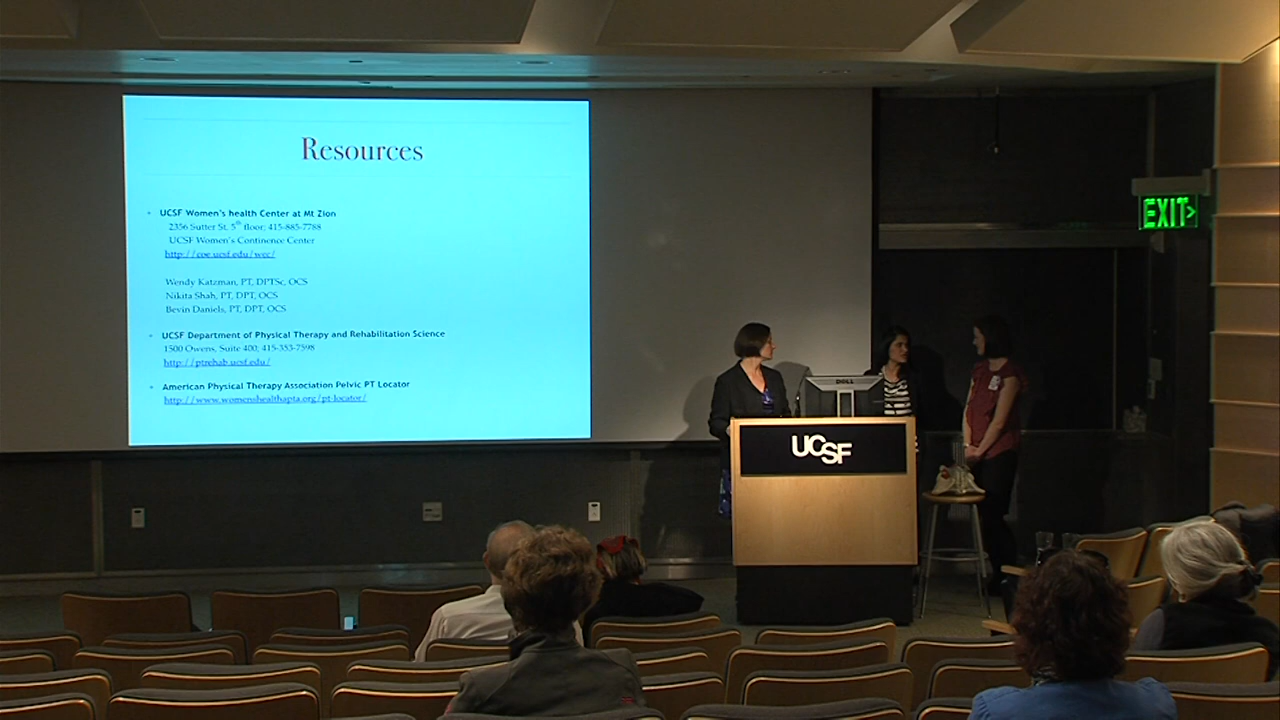 Resources
• UCSF Women's health Center at Mt Zion
2356 Sutter St, 5th floor; 415-885-7788
UCSF Women's Continence Center
http://coe.ucsf.edu/wcc/
Wendy Katzman, PT, DPTSc, OCS
Nikita Shah, PT, DPT, OCS
Bevin Daniels, PT, DPT, OCS
• UCSF Department of Physical Therapy and Rehabilitation Science
1500 Owens, Suite 400; 415-353-7598
http://ptrehab.ucsf.edu/
• American Physical Therapy Association Pelvic PT Locator
http://www.womenshealthapta.org/pt-locator/
EXIT
DELL
UCSF